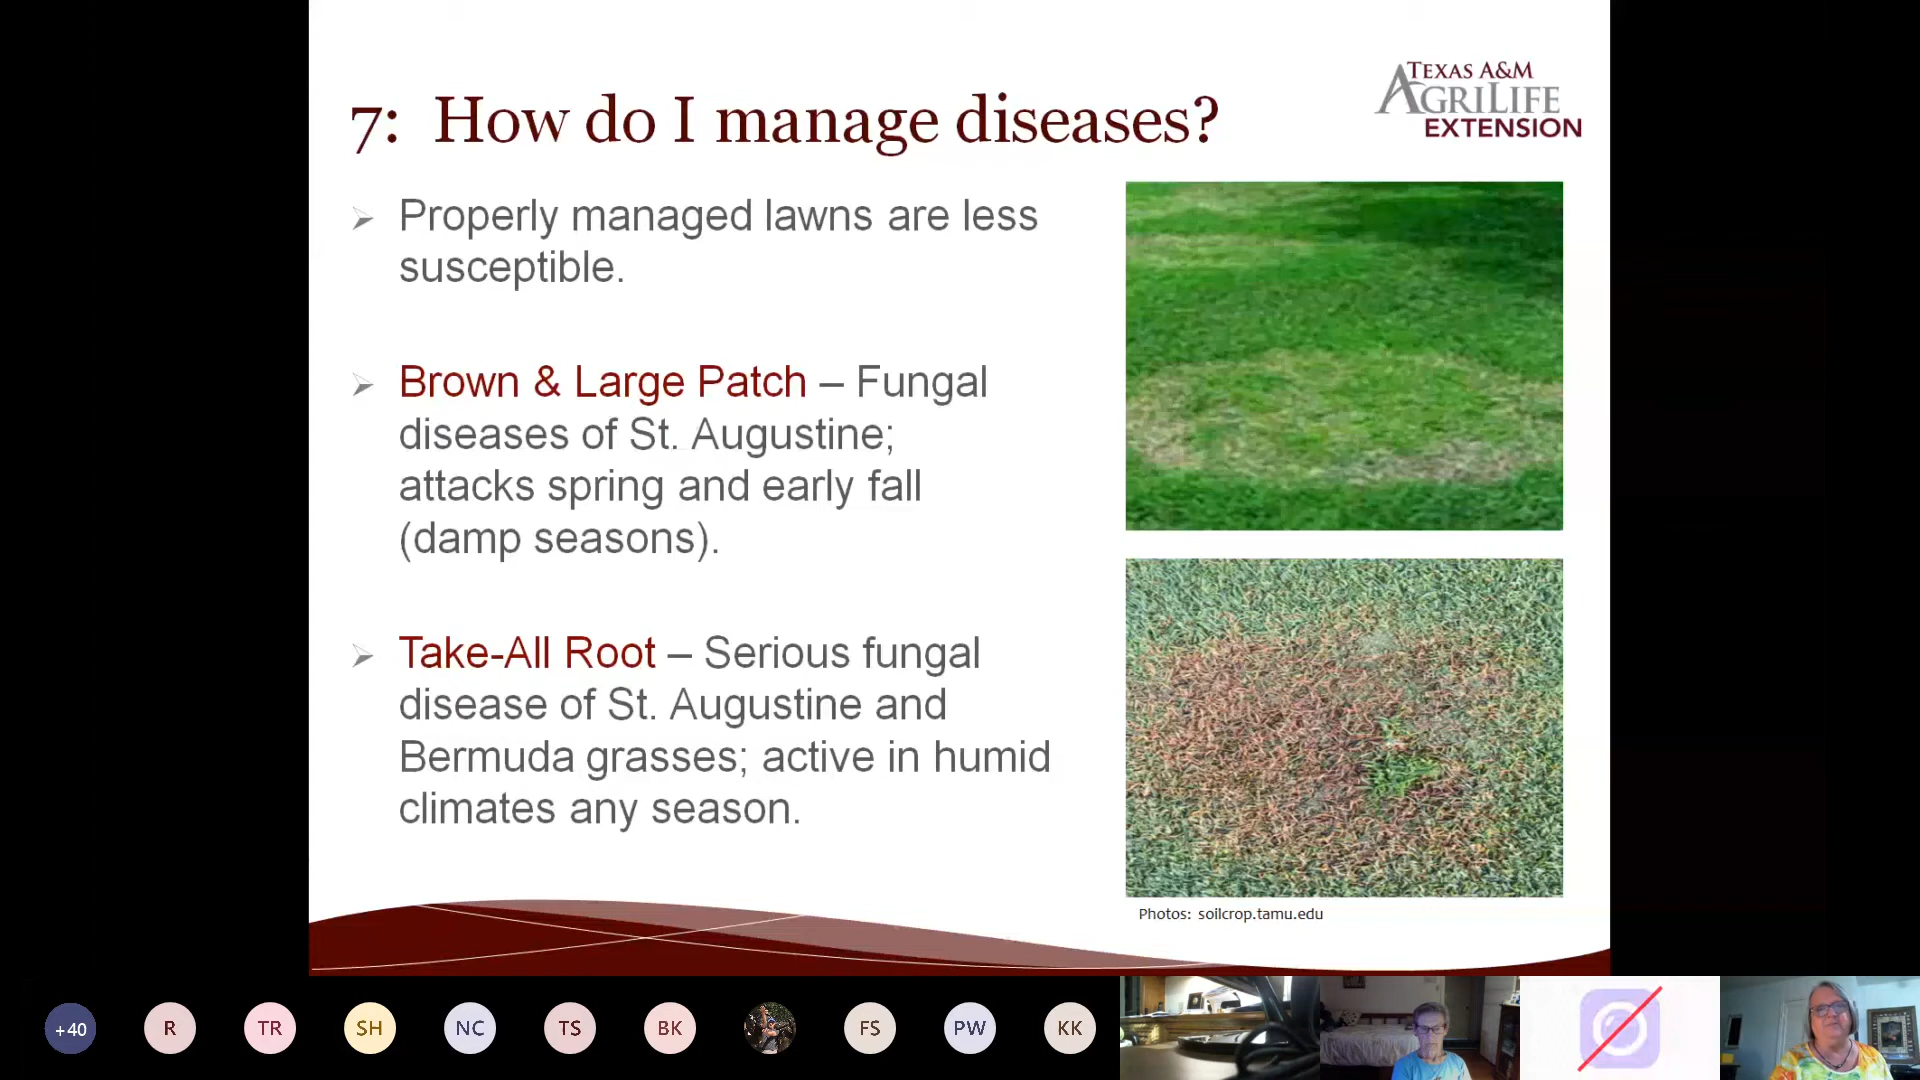 7: How do I manage diseases?
TEXAS A&M
AGRILIFE
EXTENSION
Properly managed lawns are less
susceptible.
Brown & Large Patch – Fungal
diseases of St. Augustine;
attacks spring and early fall
(damp seasons).
Take-All Root – Serious fungal
disease of St. Augustine and
Bermuda grasses; active in humid
climates any season.
Photos: soilcrop.tamu.edu
+40 R TR SH NC TS BK FS PW KK